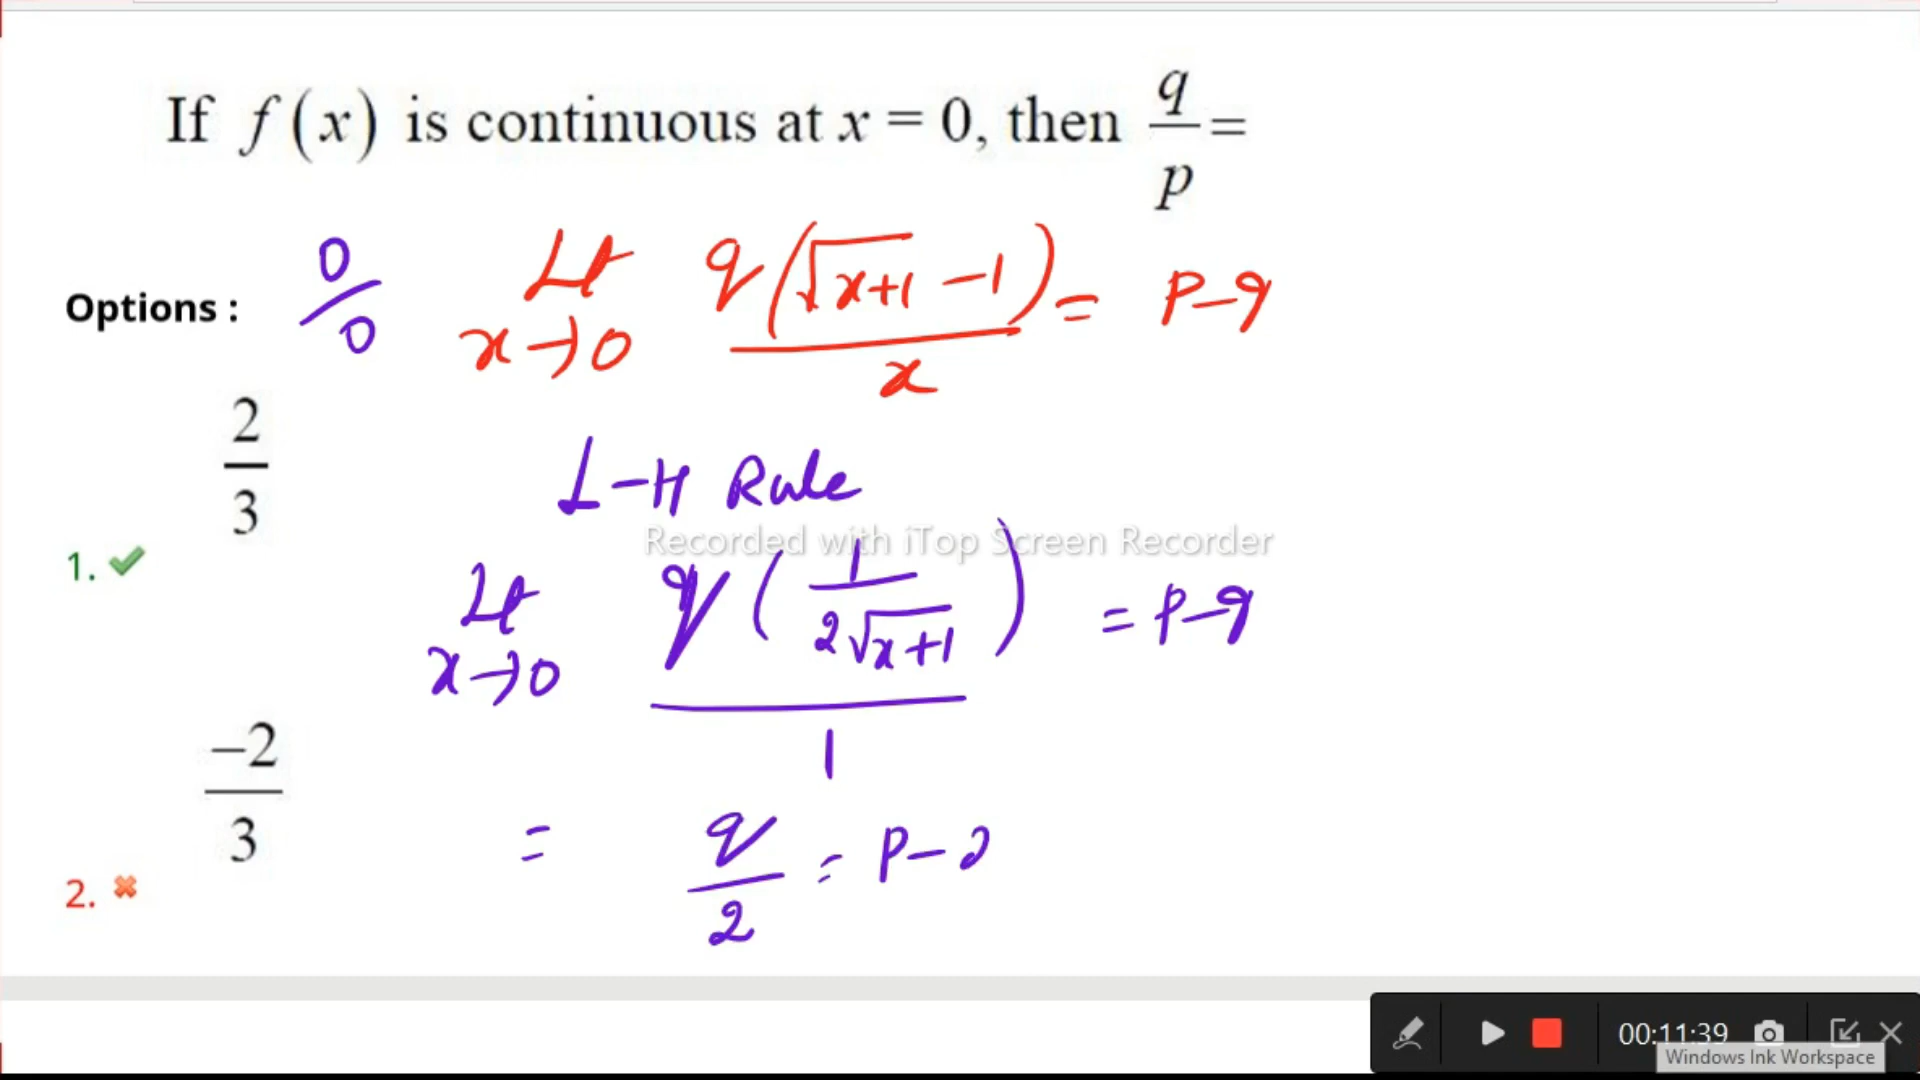 If f(x) is continuous at x = 0, then q/p =
Options :
0/0
Lt x→0 q(√x+1 −1)/x = P−q
2/3
1.
L-H Rule
Recorded with iTop Screen Recorder
Lt x→0 q(1/2√x+1)/1 = P−q
−2/3
2.
= q/2 = P−2
00:11:39
Windows Ink Workspace